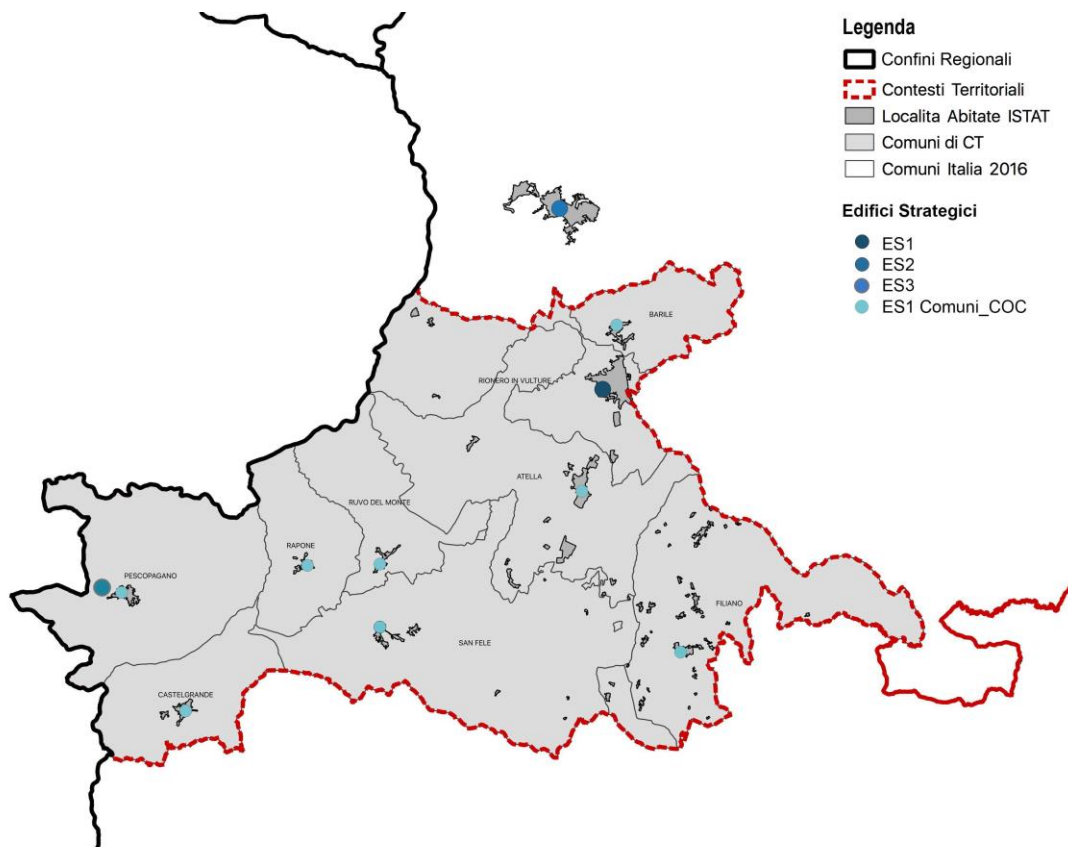 Legenda
Confini Regionali
Contesti Territoriali
Localita Abitate ISTAT
Comuni di CT
Comuni Italia 2016
Edifici Strategici
ES1
ES2
ES3
ES1 Comuni_COC
BARILE
RIONERO IN VULTURE
ATELLA
RUVO DEL MONTE
RAPONE
PESCOPAGANO
FILIANO
SAN FELE
CASTELGRANDE